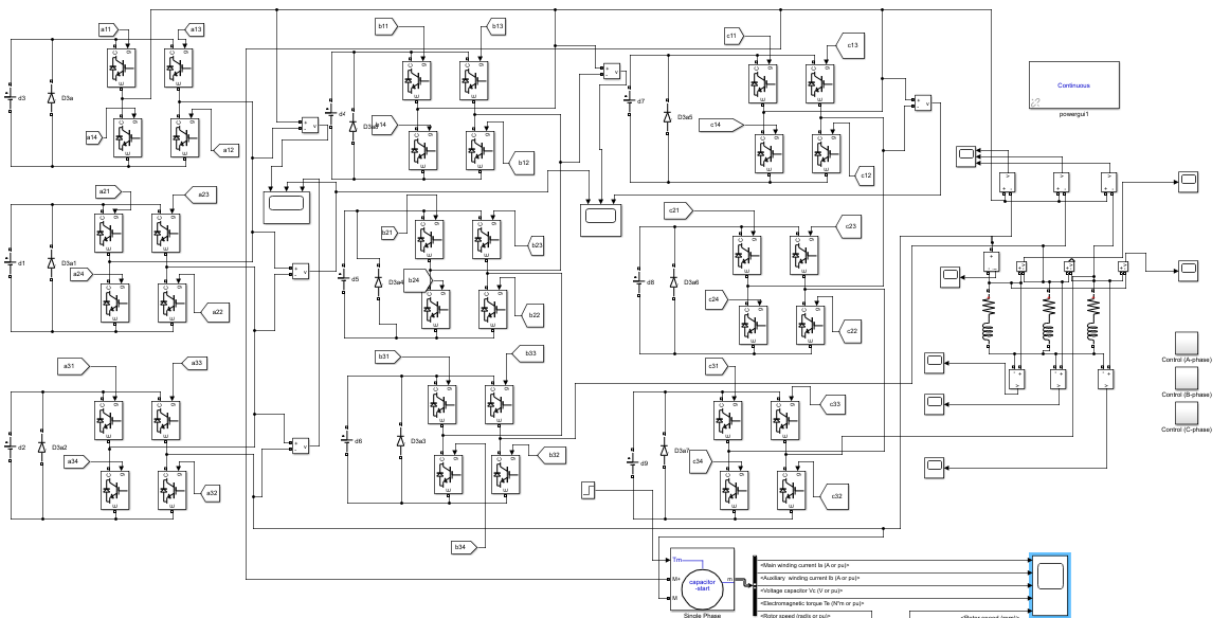 a11
a13
d3
D3a
a14
a12
b11
b13
b12
b14
c11
c13
d7
D3a5
c14
c12
Continuous
powergui1
a21
a23
d1
D3a1
a24
a22
b21
b23
d5
D3a4
b24
b22
c21
c23
d8
D3a6
c24
c22
a31
a33
d2
D3a2
a34
a32
b31
b33
d6
D3a3
b32
b34
c31
c33
d9
D3a7
c34
c32
Control (A-phase)
Control (B-phase)
Control (C-phase)
Tm
M+
M
m
capacitor
-start
Single Phase
<Main winding current Ia (A or pu)>
<Auxiliary winding current Ib (A or pu)>
<Voltage capacitor Vc (V or pu)>
<Electromagnetic torque Te (N*m or pu)>
<Rotor speed (rad/s or pu)>